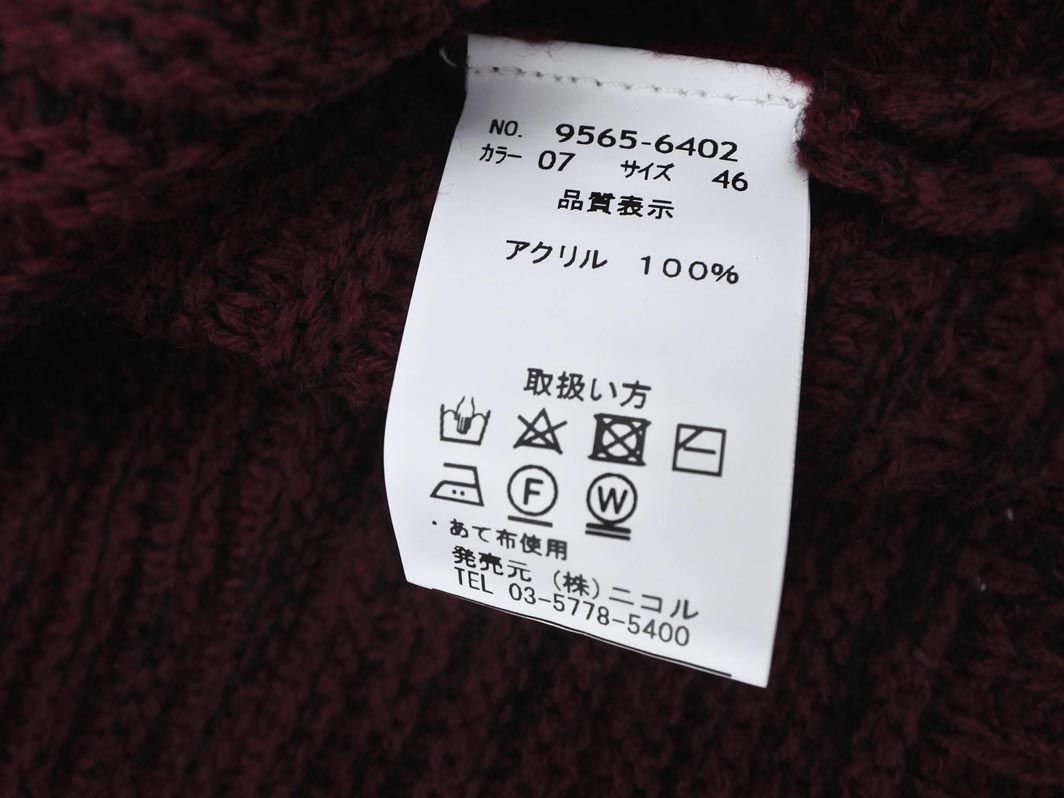 NO. 9565-6402
カラー 07 サイズ 46
品質表示
アクリル 100%
取扱い方
F W
・あて布使用
発売元 (株)ニコル
TEL 03-5778-5400